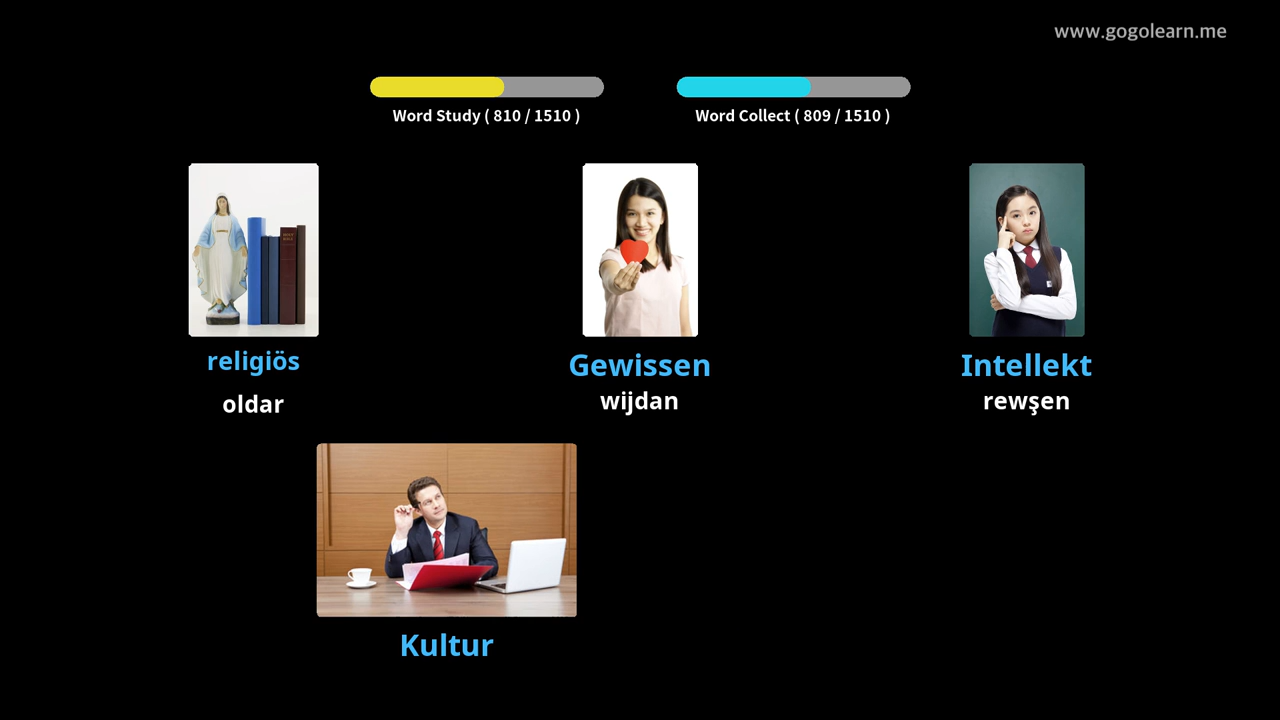 www.gogolearn.me
Word Study ( 810 / 1510 )
Word Collect ( 809 / 1510 )
religiös
oldar
Gewissen
wijdan
Intellekt
rewşen
Kultur